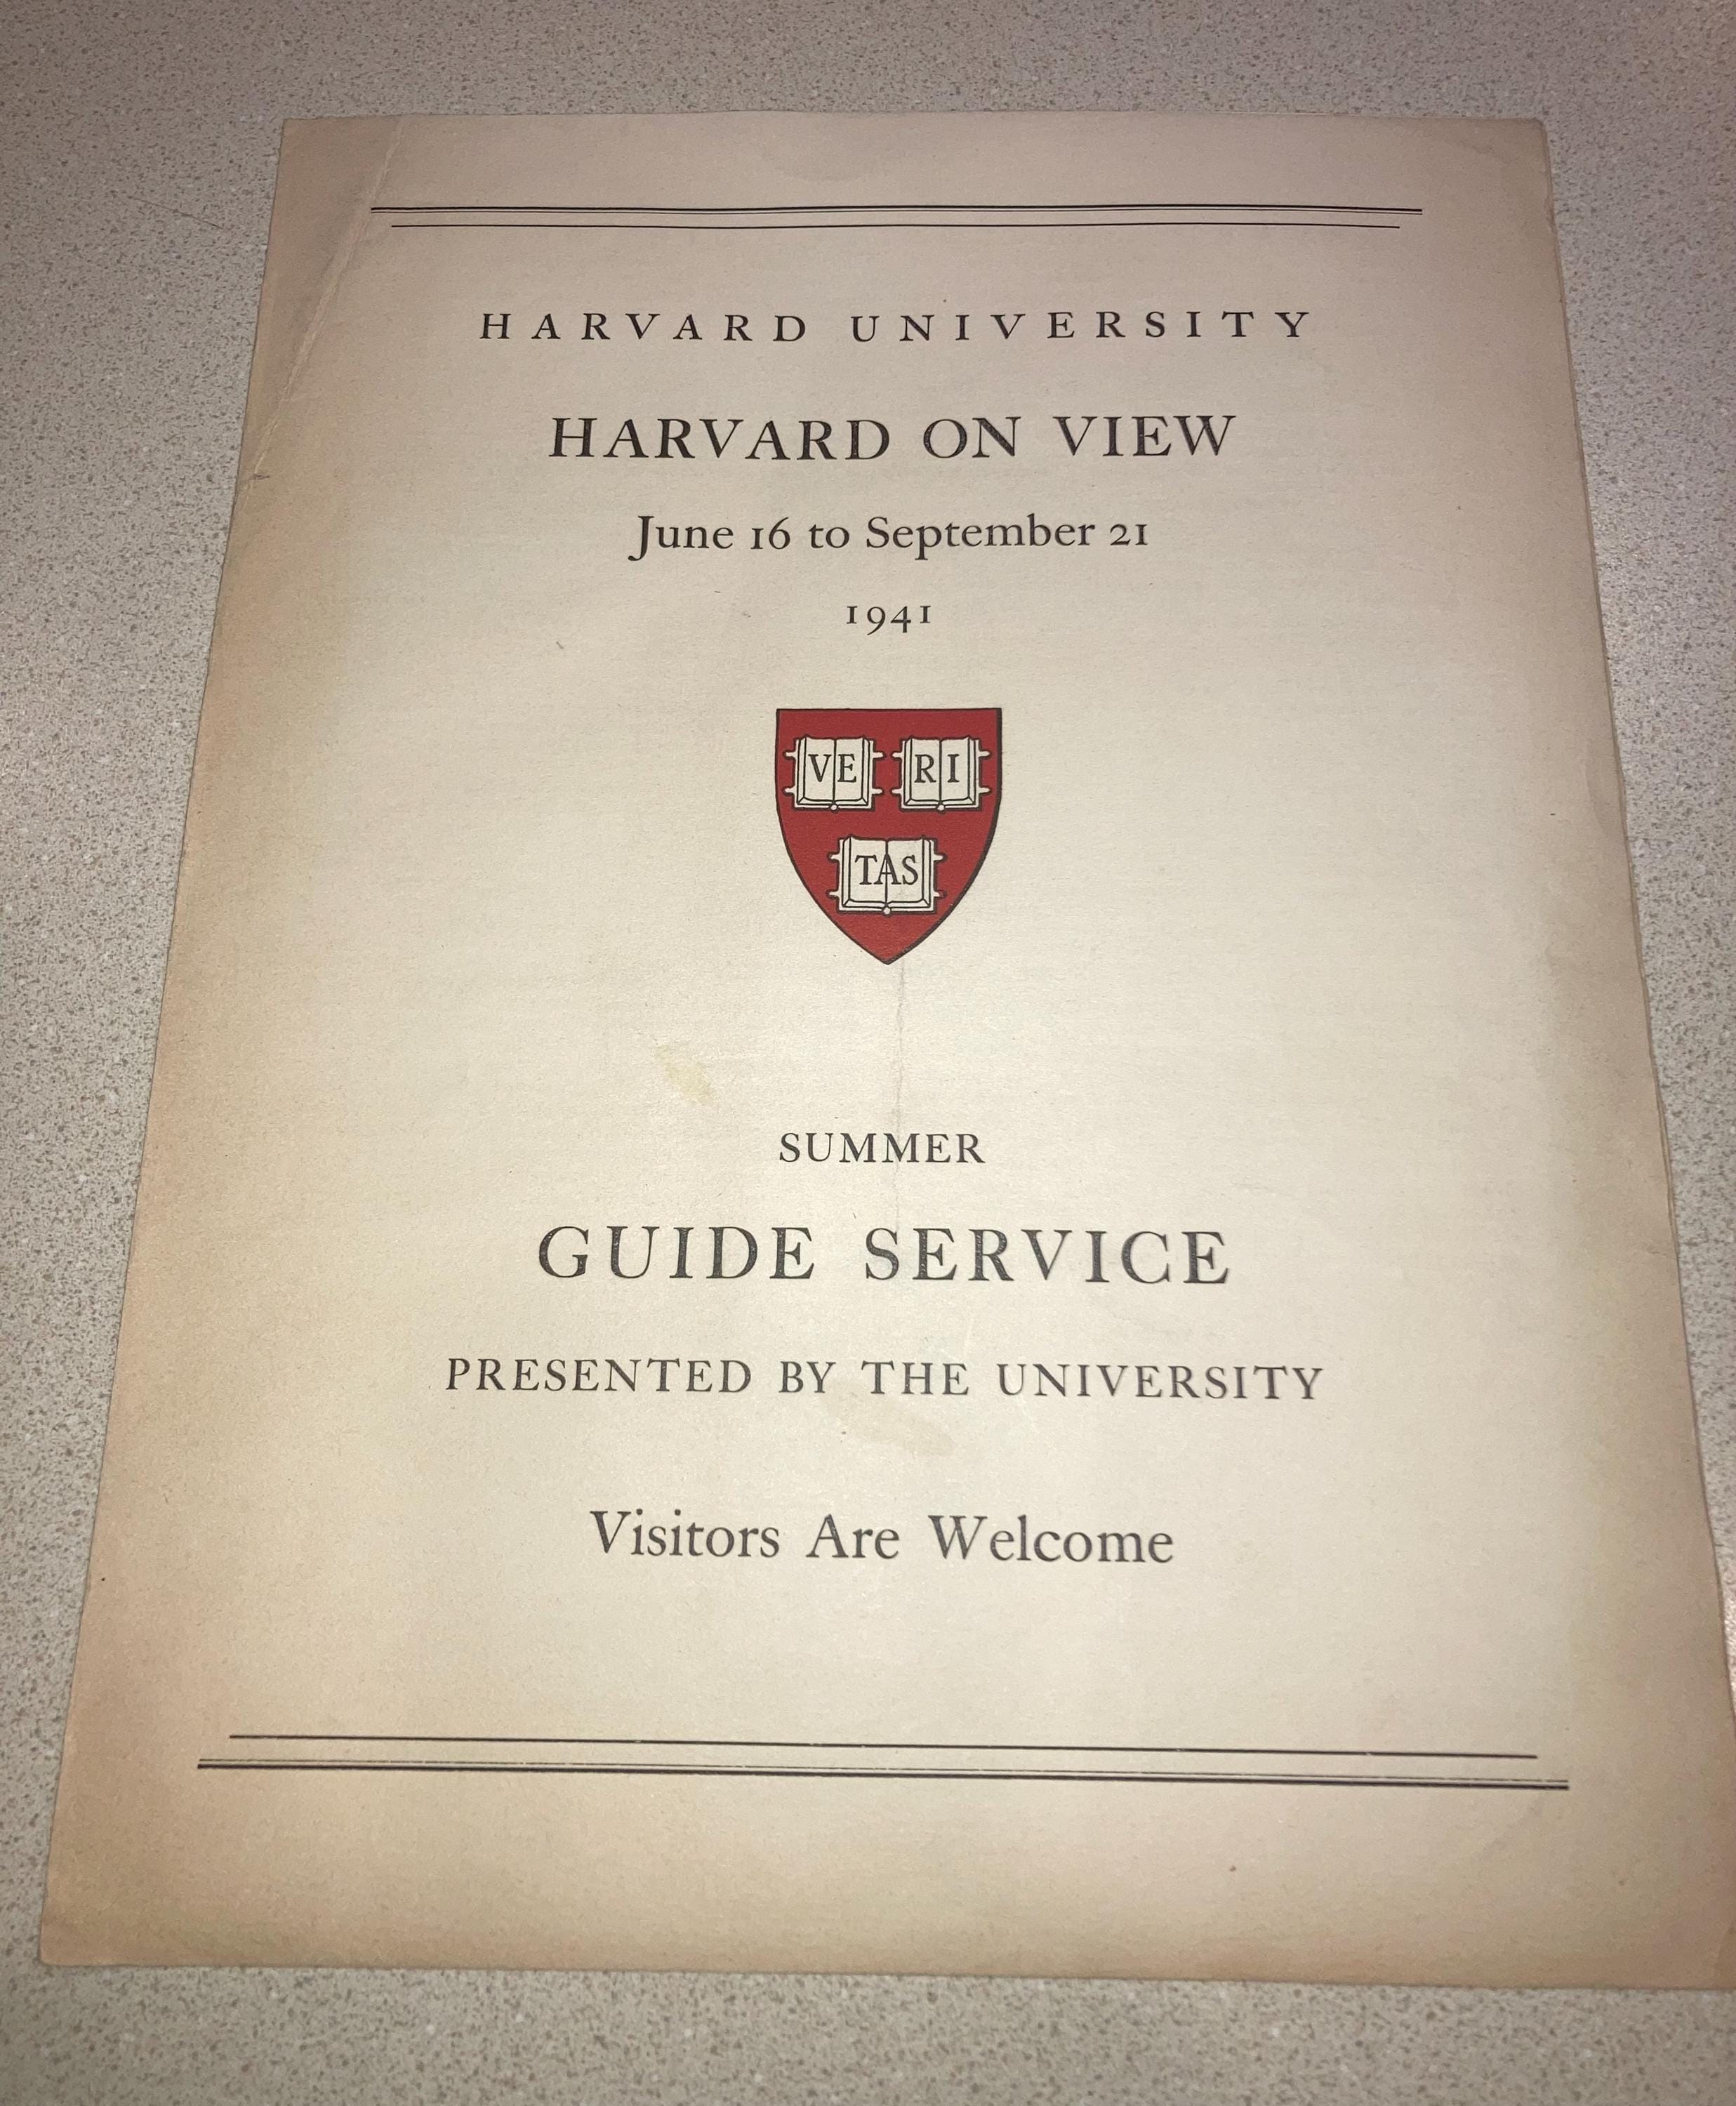 HARVARD UNIVERSITY
HARVARD ON VIEW
June 16 to September 21
1941
VE RI
TAS
SUMMER
GUIDE SERVICE
PRESENTED BY THE UNIVERSITY
Visitors Are Welcome